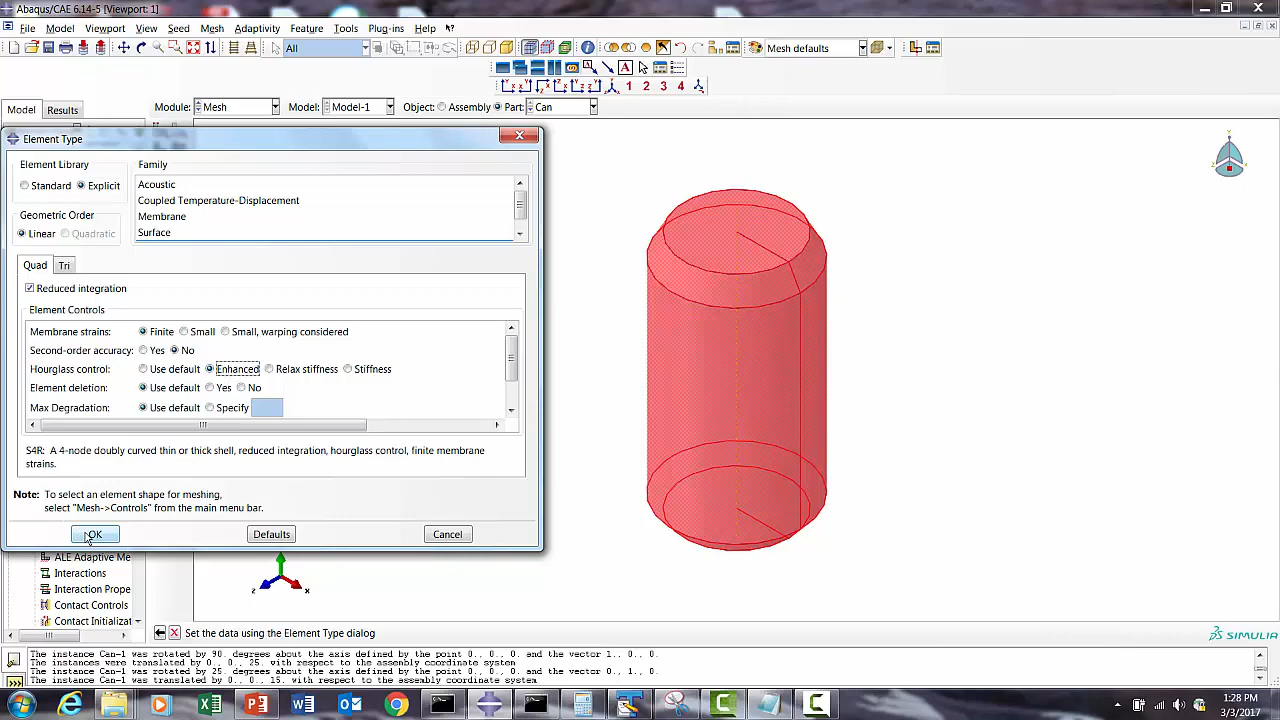 Abaqus/CAE 6.14-5 [Viewport: 1]
File Model Viewport View Seed Mesh Adaptivity Feature Tools Plug-ins Help
All Mesh defaults
1 2 3 4
Model Results Module: Mesh Model: Model-1 Object: Assembly Part: Can
Element Type
Element Library Family
Standard Explicit
Acoustic
Coupled Temperature-Displacement
Membrane
Surface
Geometric Order
Linear Quadratic
Quad Tri
Reduced integration
Element Controls
Membrane strains: Finite Small Small, warping considered
Second-order accuracy: Yes No
Hourglass control: Use default Enhanced Relax stiffness Stiffness
Element deletion: Use default Yes No
Max Degradation: Use default Specify
S4R: A 4-node doubly curved thin or thick shell, reduced integration, hourglass control, finite membrane
strains.
Note: To select an element shape for meshing,
select "Mesh->Controls" from the main menu bar.
OK Defaults Cancel
ALE Adaptive Me
Interactions
Interaction Prope
Contact Controls
Contact Initializat
z x
Set the data using the Element Type dialog
SIMULIA
The instance Can-1 was rotated by 90. degrees about the axis defined by the point 0., 0., 0. and the vector 1., 0., 0.
The instances were translated by 0., 0., 25. with respect to the assembly coordinate system
The instance Can-1 was rotated by 25. degrees about the axis defined by the point 0., 0., 0. and the vector 0., 1., 0.
The instance Can-1 was translated by 0., 0., 15. with respect to the assembly coordinate system
1:28 PM
3/3/2017